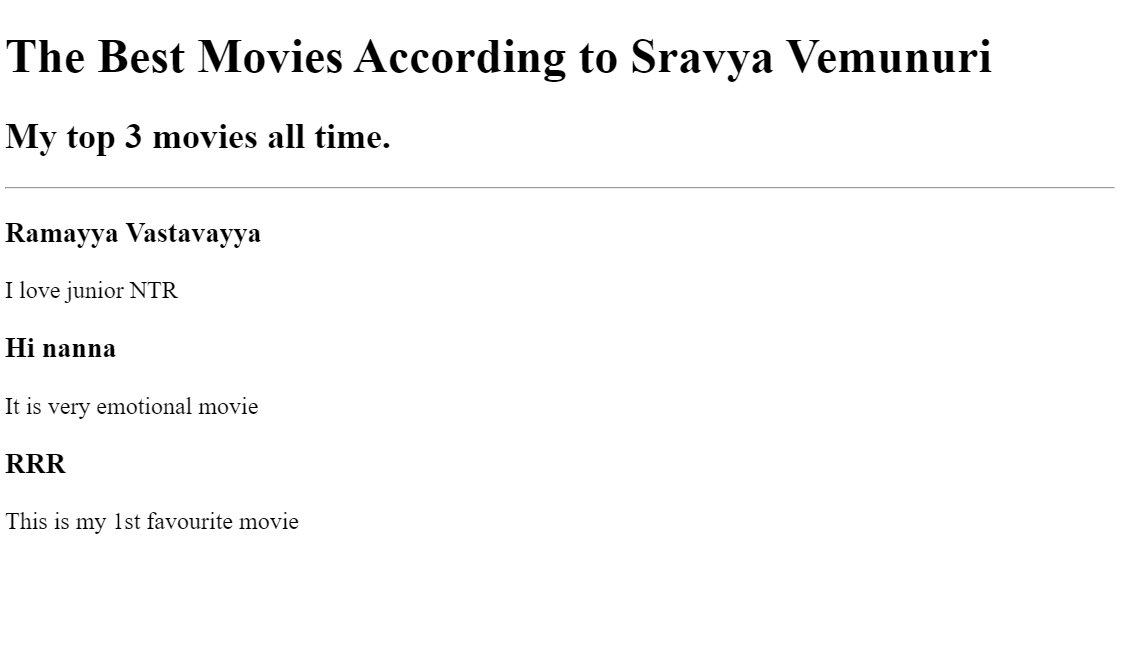 The Best Movies According to Sravya Vemunuri
My top 3 movies all time.
Ramayya Vastavayya
I love junior NTR
Hi nanna
It is very emotional movie
RRR
This is my 1st favourite movie